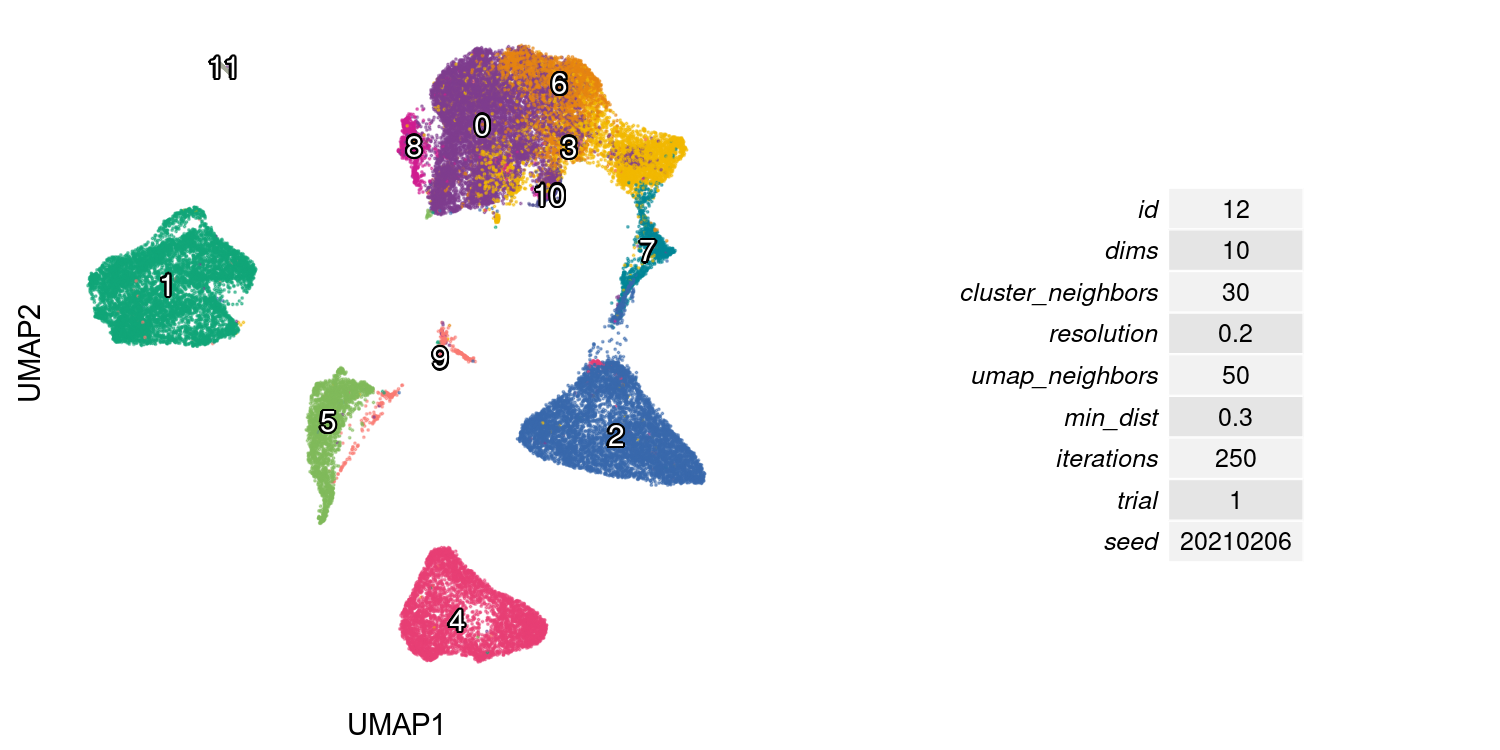 11
6
0
3
8
10
7
1
9
5
2
4
UMAP1
UMAP2
id 12
dims 10
cluster_neighbors 30
resolution 0.2
umap_neighbors 50
min_dist 0.3
iterations 250
trial 1
seed 20210206